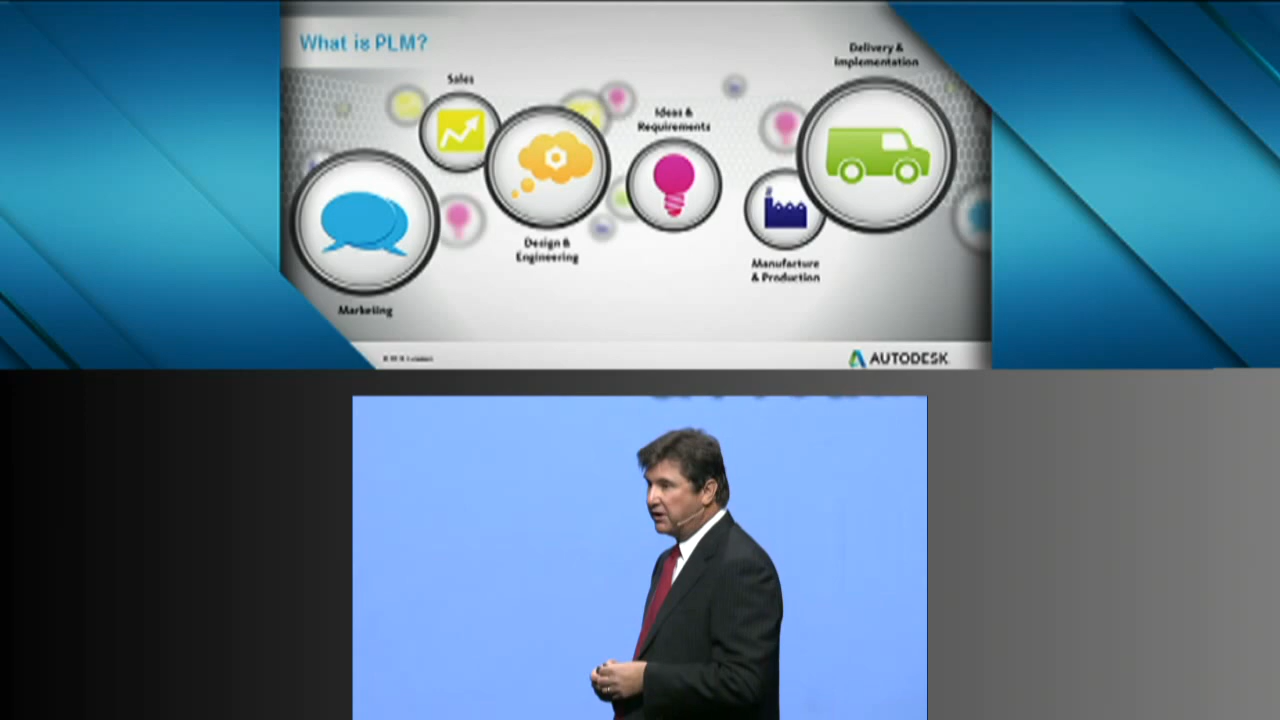 What is PLM?
Delivery &
Implementation
Sales
Ideas &
Requirements
Design &
Engineering
Manufacture
& Production
Marketing
AUTODESK